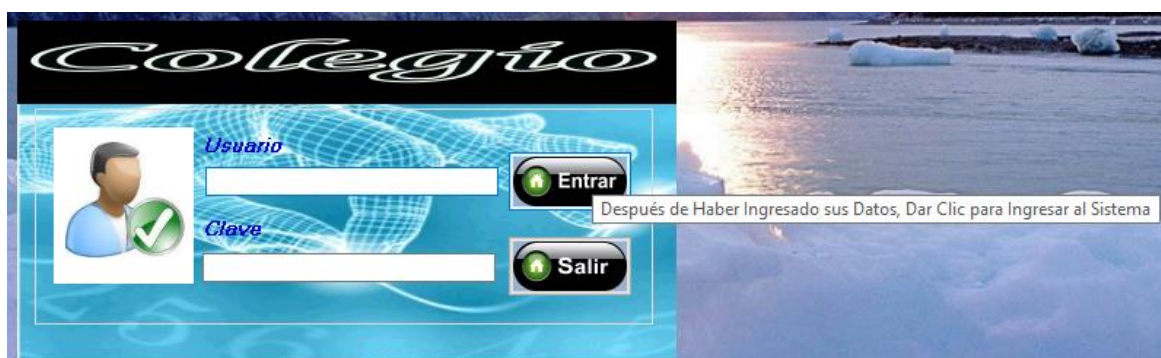 Colegio
Usuario
Entrar
Después de Haber Ingresado sus Datos, Dar Clic para Ingresar al Sistema
Clave
Salir